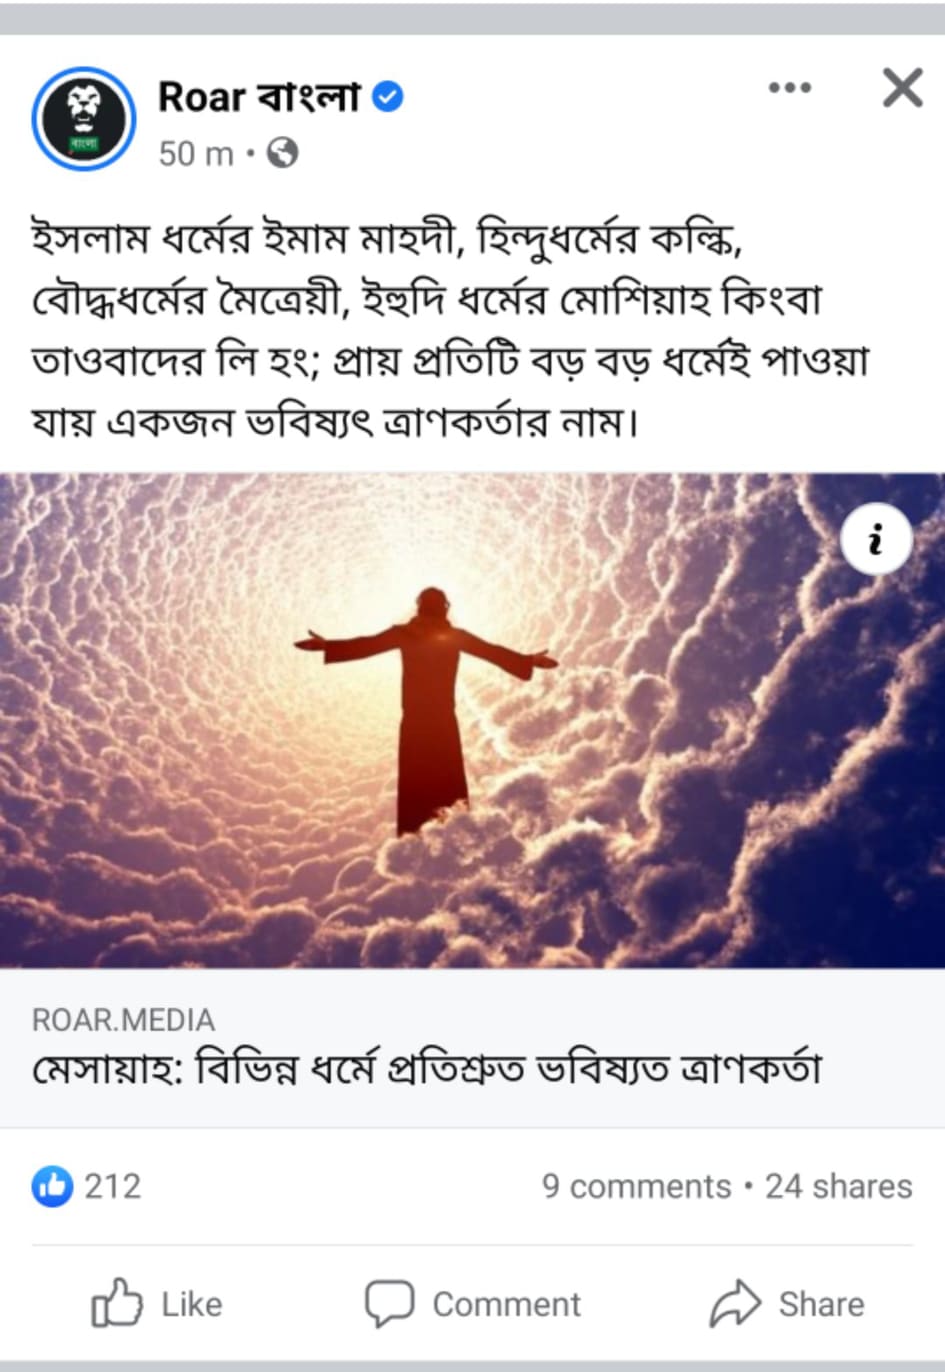 Roar বাংলা
বাংলা
50 m
ইসলাম ধর্মের ইমাম মাহদী, হিন্দুধর্মের কল্কি,
বৌদ্ধধর্মের মৈত্রেয়ী, ইহুদি ধর্মের মোশিয়াহ কিংবা
তাওবাদের লি হং; প্রায় প্রতিটি বড় বড় ধর্মেই পাওয়া
যায় একজন ভবিষ্যৎ ত্রাণকর্তার নাম।
i
ROAR.MEDIA
মেসায়াহ: বিভিন্ন ধর্মে প্রতিশ্রুত ভবিষ্যত ত্রাণকর্তা
212 9 comments • 24 shares
Like Comment Share